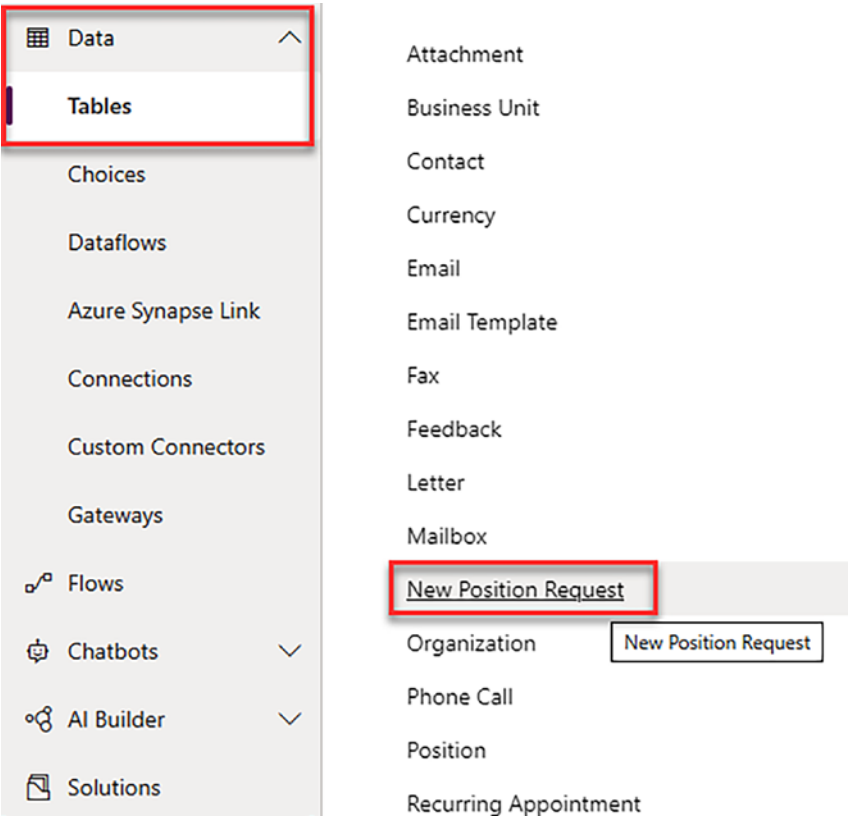 Data
Tables
Choices
Dataflows
Azure Synapse Link
Connections
Custom Connectors
Gateways
Flows
Chatbots
AI Builder
Solutions
Attachment
Business Unit
Contact
Currency
Email
Email Template
Fax
Feedback
Letter
Mailbox
New Position Request
Organization
New Position Request
Phone Call
Position
Recurring Appointment